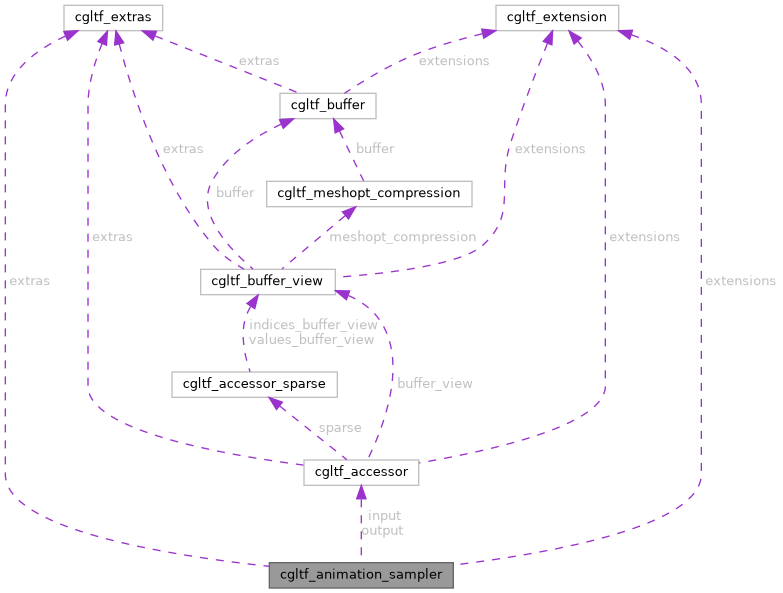 cgltf_extras
cgltf_extension
extras
extensions
cgltf_buffer
extras
buffer
extensions
cgltf_meshopt_compression
buffer
extras
meshopt_compression
extensions
extras
cgltf_buffer_view
extensions
indices_buffer_view
values_buffer_view
cgltf_accessor_sparse
buffer_view
sparse
cgltf_accessor
input
output
cgltf_animation_sampler